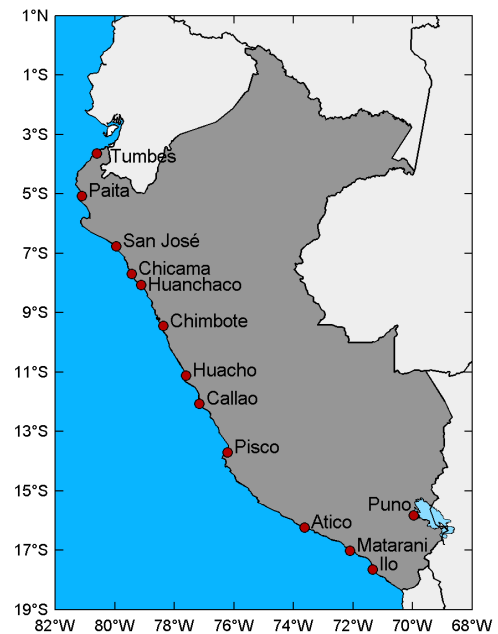 1°N
1°S
3°S
Tumbes
5°S
Paita
7°S
San José
Chicama
Huanchaco
9°S
Chimbote
11°S
Huacho
Callao
13°S
Pisco
15°S
Puno
Atico
17°S
Matarani
Ilo
19°S
82°W 80°W 78°W 76°W 74°W 72°W 70°W 68°W